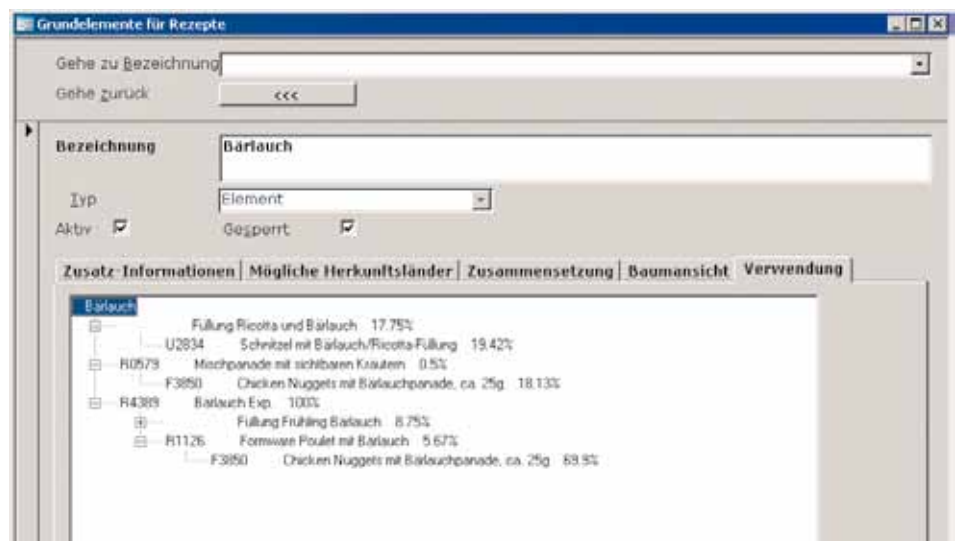 Grundelemente für Rezepte
Gehe zu Bezeichnung
Gehe zurück <<<
Bezeichnung Bärlauch
Typ Element
Aktiv Gesperrt
Zusatz-Informationen Mögliche Herkunftsländer Zusammensetzung Baumansicht Verwendung
Bärlauch
Füllung Ricotta und Bärlauch 17.75%
U2834 Schnitzel mit Bärlauch/Ricotta-Füllung 19.42%
R0579 Mischpanade mit sichtbaren Kräutern 0.5%
F3850 Chicken Nuggets mit Bärlauchpanade, ca. 25g 18.13%
R4389 Bärlauch Exp. 100%
Füllung Frühling Bärlauch 8.75%
R1126 Formware Poulet mit Bärlauch 5.67%
F3850 Chicken Nuggets mit Bärlauchpanade, ca. 25g 69.9%